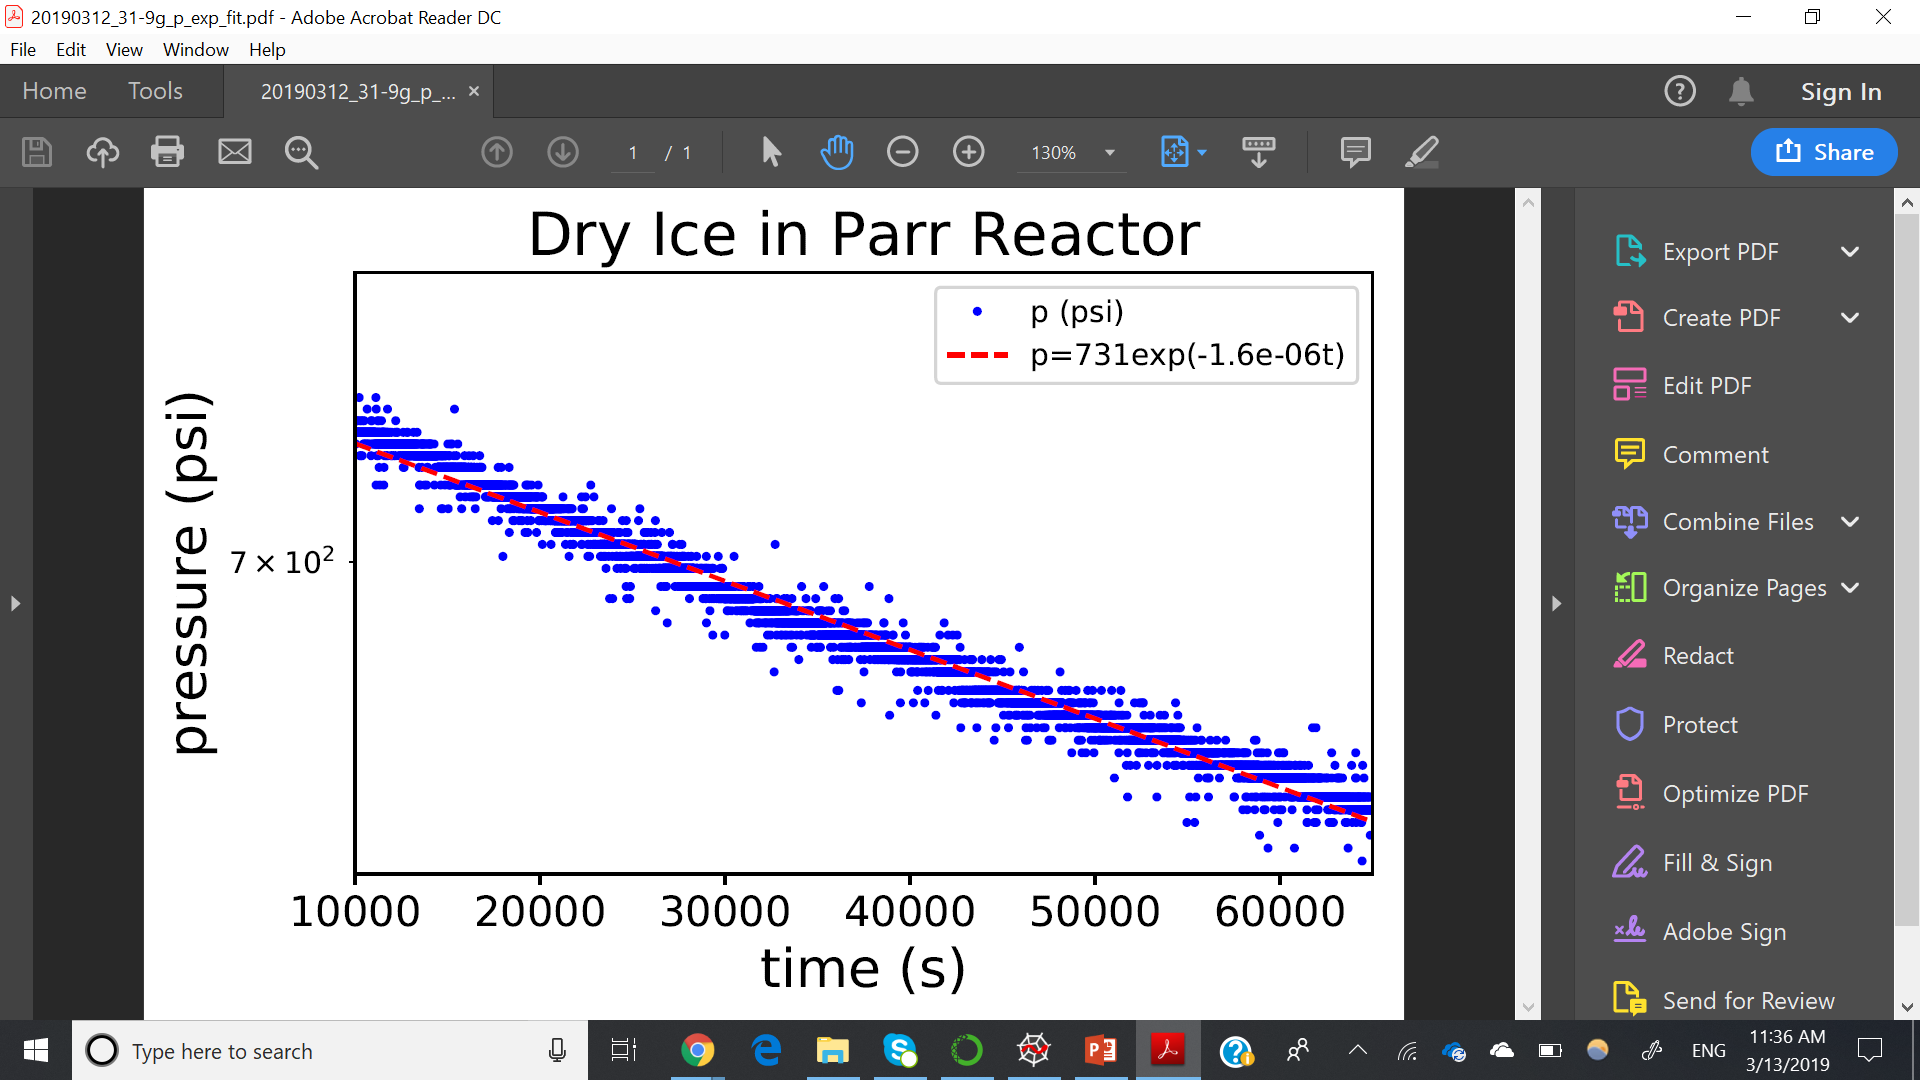 20190312_31-9g_p_exp_fit.pdf - Adobe Acrobat Reader DC
File Edit View Window Help
Home Tools 20190312_31-9g_p_... × Sign In
1 / 1 130% Share
Dry Ice in Parr Reactor
p (psi)
p=731exp(-1.6e-06t)
pressure (psi)
7 × 10²
10000 20000 30000 40000 50000 60000
time (s)
Export PDF
Create PDF
Edit PDF
Comment
Combine Files
Organize Pages
Redact
Protect
Optimize PDF
Fill & Sign
Adobe Sign
Send for Review
Type here to search
ENG
11:36 AM
3/13/2019